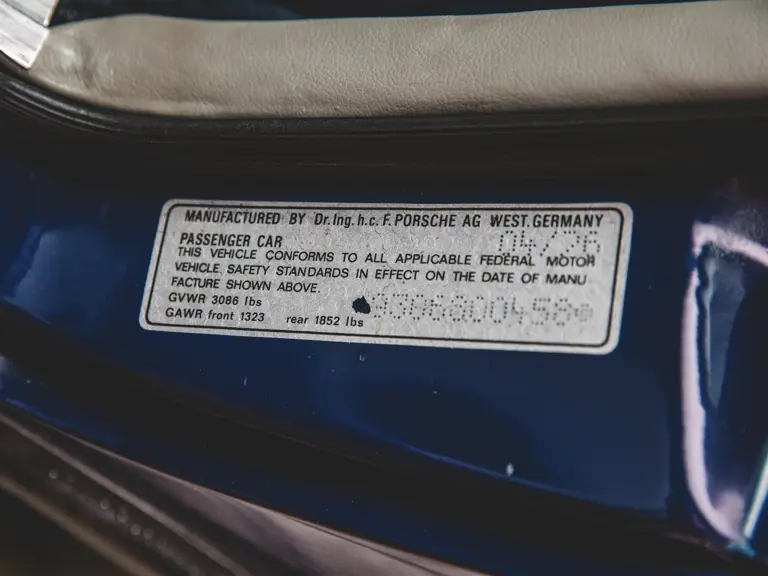 MANUFACTURED BY Dr.Ing.h.c.F.PORSCHE AG WEST.GERMANY
04/76
PASSENGER CAR
THIS VEHICLE CONFORMS TO ALL APPLICABLE FEDERAL MOTOR
VEHICLE SAFETY STANDARDS IN EFFECT ON THE DATE OF MANU
FACTURE SHOWN ABOVE.
GVWR 3086 lbs
9306800458
GAWR front 1323 rear 1852 lbs